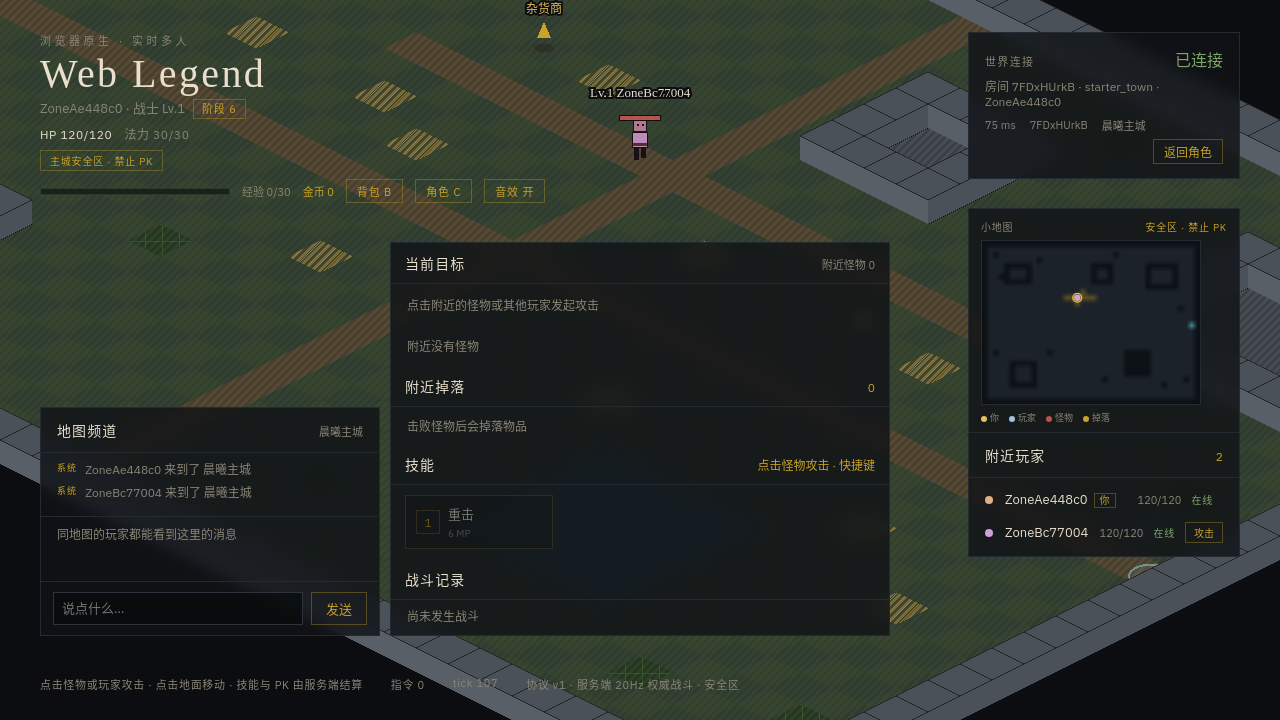 杂货商
浏览器原生 · 实时多人
Web Legend
ZoneAe448c0 · 战士 Lv.1 阶段 6
HP 120/120 法力 30/30
主城安全区 · 禁止 PK
经验 0/30 金币 0 背包 B 角色 C 音效 开
Lv.1 ZoneBc77004
世界连接 已连接
房间 7FDxHUrkB · starter_town ·
ZoneAe448c0
75 ms 7FDxHUrkB 晨曦主城
返回角色
小地图 安全区 · 禁止 PK
你 玩家 怪物 掉落
附近玩家 2
ZoneAe448c0 你 120/120 在线
ZoneBc77004 120/120 在线 攻击
当前目标 附近怪物 0
点击附近的怪物或其他玩家发起攻击
附近没有怪物
附近掉落 0
击败怪物后会掉落物品
技能 点击怪物攻击 · 快捷键
1 重击
6 MP
战斗记录
尚未发生战斗
地图频道 晨曦主城
系统 ZoneAe448c0 来到了 晨曦主城
系统 ZoneBc77004 来到了 晨曦主城
同地图的玩家都能看到这里的消息
说点什么… 发送
点击怪物或玩家攻击 · 点击地面移动 · 技能与 PK 由服务端结算 指令 0 tick 107 协议 v1 · 服务端 20Hz 权威战斗 · 安全区